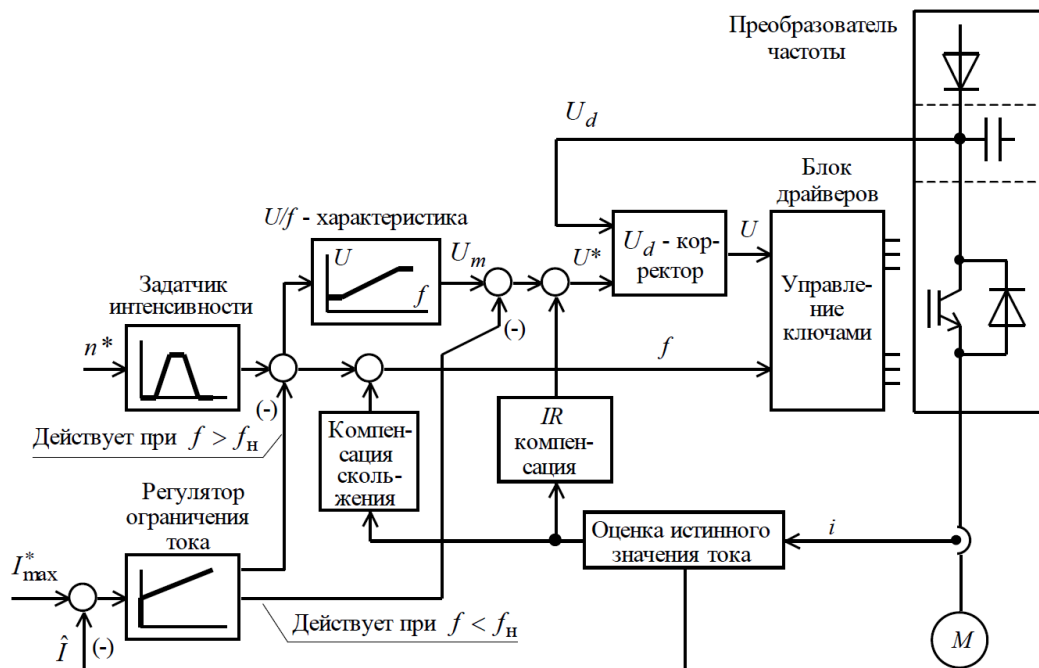 Преобразователь
частоты
U_d
Блок
драйверов
U/f - характеристика
U
f
U_m
U*
U_d - кор-
ректор
U
Управле-
ние
ключами
Задатчик
интенсивности
n*
(-)
f
(-)
Действует при f > f_н
Компен-
сация
сколь-
жения
IR
компен-
сация
Регулятор
ограничения
тока
Оценка истинного
значения тока
i
I*_max
Î
(-)
Действует при f < f_н
M